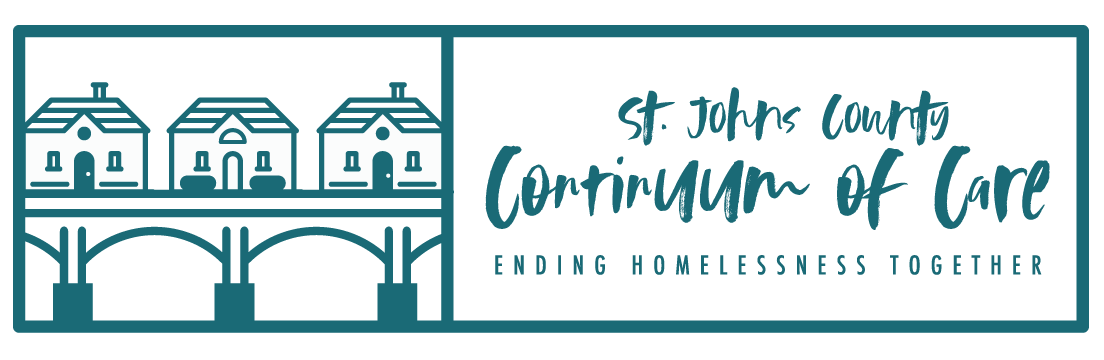 St. Johns County
Continuum of Care
ENDING HOMELESSNESS TOGETHER